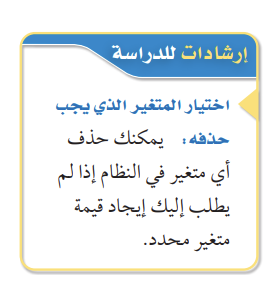 إرشادات للدراسة
اختيار المتغير الذي يجب
حذفه: يمكنك حذف
أي متغير في النظام إذا لم
يطلب إليك إيجاد قيمة
متغير محدد.